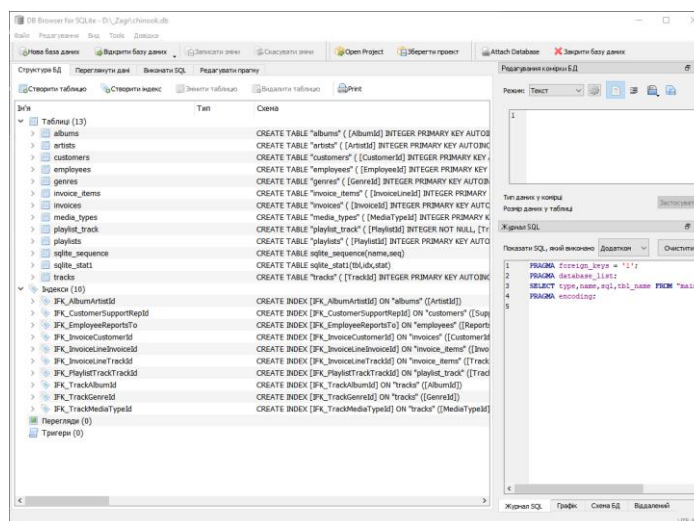 DB Browser for SQLite - D:\_Zagr\chinook.db
Файл Редагування Вид Tools Довідка
Нова база даних Відкрити базу даних Записати зміни Скасувати зміни Open Project Зберегти проект Attach Database Закрити базу даних
Структура БД Переглянути дані Виконати SQL Редагувати прагму
Створити таблицю Створити індекс Змінити таблицю Видалити таблицю Print
Ім'я Тип Схема
Таблиці (13)
albums CREATE TABLE "albums" ( [AlbumId] INTEGER PRIMARY KEY AUTOI
artists CREATE TABLE "artists" ( [ArtistId] INTEGER PRIMARY KEY AUTOINC
customers CREATE TABLE "customers" ( [CustomerId] INTEGER PRIMARY KEY
employees CREATE TABLE "employees" ( [EmployeeId] INTEGER PRIMARY KEY
genres CREATE TABLE "genres" ( [GenreId] INTEGER PRIMARY KEY AUTOIN
invoice_items CREATE TABLE "invoice_items" ( [InvoiceLineId] INTEGER PRIMARY
invoices CREATE TABLE "invoices" ( [InvoiceId] INTEGER PRIMARY KEY AUTO
media_types CREATE TABLE "media_types" ( [MediaTypeId] INTEGER PRIMARY K
playlist_track CREATE TABLE "playlist_track" ( [PlaylistId] INTEGER NOT NULL, [Tr
playlists CREATE TABLE "playlists" ( [PlaylistId] INTEGER PRIMARY KEY AUTO
sqlite_sequence CREATE TABLE sqlite_sequence(name,seq)
sqlite_stat1 CREATE TABLE sqlite_stat1(tbl,idx,stat)
tracks CREATE TABLE "tracks" ( [TrackId] INTEGER PRIMARY KEY AUTOINC
Індекси (10)
IFK_AlbumArtistId CREATE INDEX [IFK_AlbumArtistId] ON "albums" ([ArtistId])
IFK_CustomerSupportRepId CREATE INDEX [IFK_CustomerSupportRepId] ON "customers" ([Sup
IFK_EmployeeReportsTo CREATE INDEX [IFK_EmployeeReportsTo] ON "employees" ([Reports
IFK_InvoiceCustomerId CREATE INDEX [IFK_InvoiceCustomerId] ON "invoices" ([CustomerId
IFK_InvoiceLineInvoiceId CREATE INDEX [IFK_InvoiceLineInvoiceId] ON "invoice_items" ([Invo
IFK_InvoiceLineTrackId CREATE INDEX [IFK_InvoiceLineTrackId] ON "invoice_items" ([Track
IFK_PlaylistTrackTrackId CREATE INDEX [IFK_PlaylistTrackTrackId] ON "playlist_track" ([Trac
IFK_TrackAlbumId CREATE INDEX [IFK_TrackAlbumId] ON "tracks" ([AlbumId])
IFK_TrackGenreId CREATE INDEX [IFK_TrackGenreId] ON "tracks" ([GenreId])
IFK_TrackMediaTypeId CREATE INDEX [IFK_TrackMediaTypeId] ON "tracks" ([MediaTypeId]
Перегляди (0)
Тригери (0)
Редагування комірки БД
Режим: Текст
1
Тип даних у комірці
Розмір даних у таблиці
Застосуват
Журнал SQL
Показати SQL, який виконано Додатком Очистити
1 PRAGMA foreign_keys = '1';
2 PRAGMA database_list;
3 SELECT type,name,sql,tbl_name FROM "mai
4 PRAGMA encoding;
5
Журнал SQL Графік Схема БД Віддалений